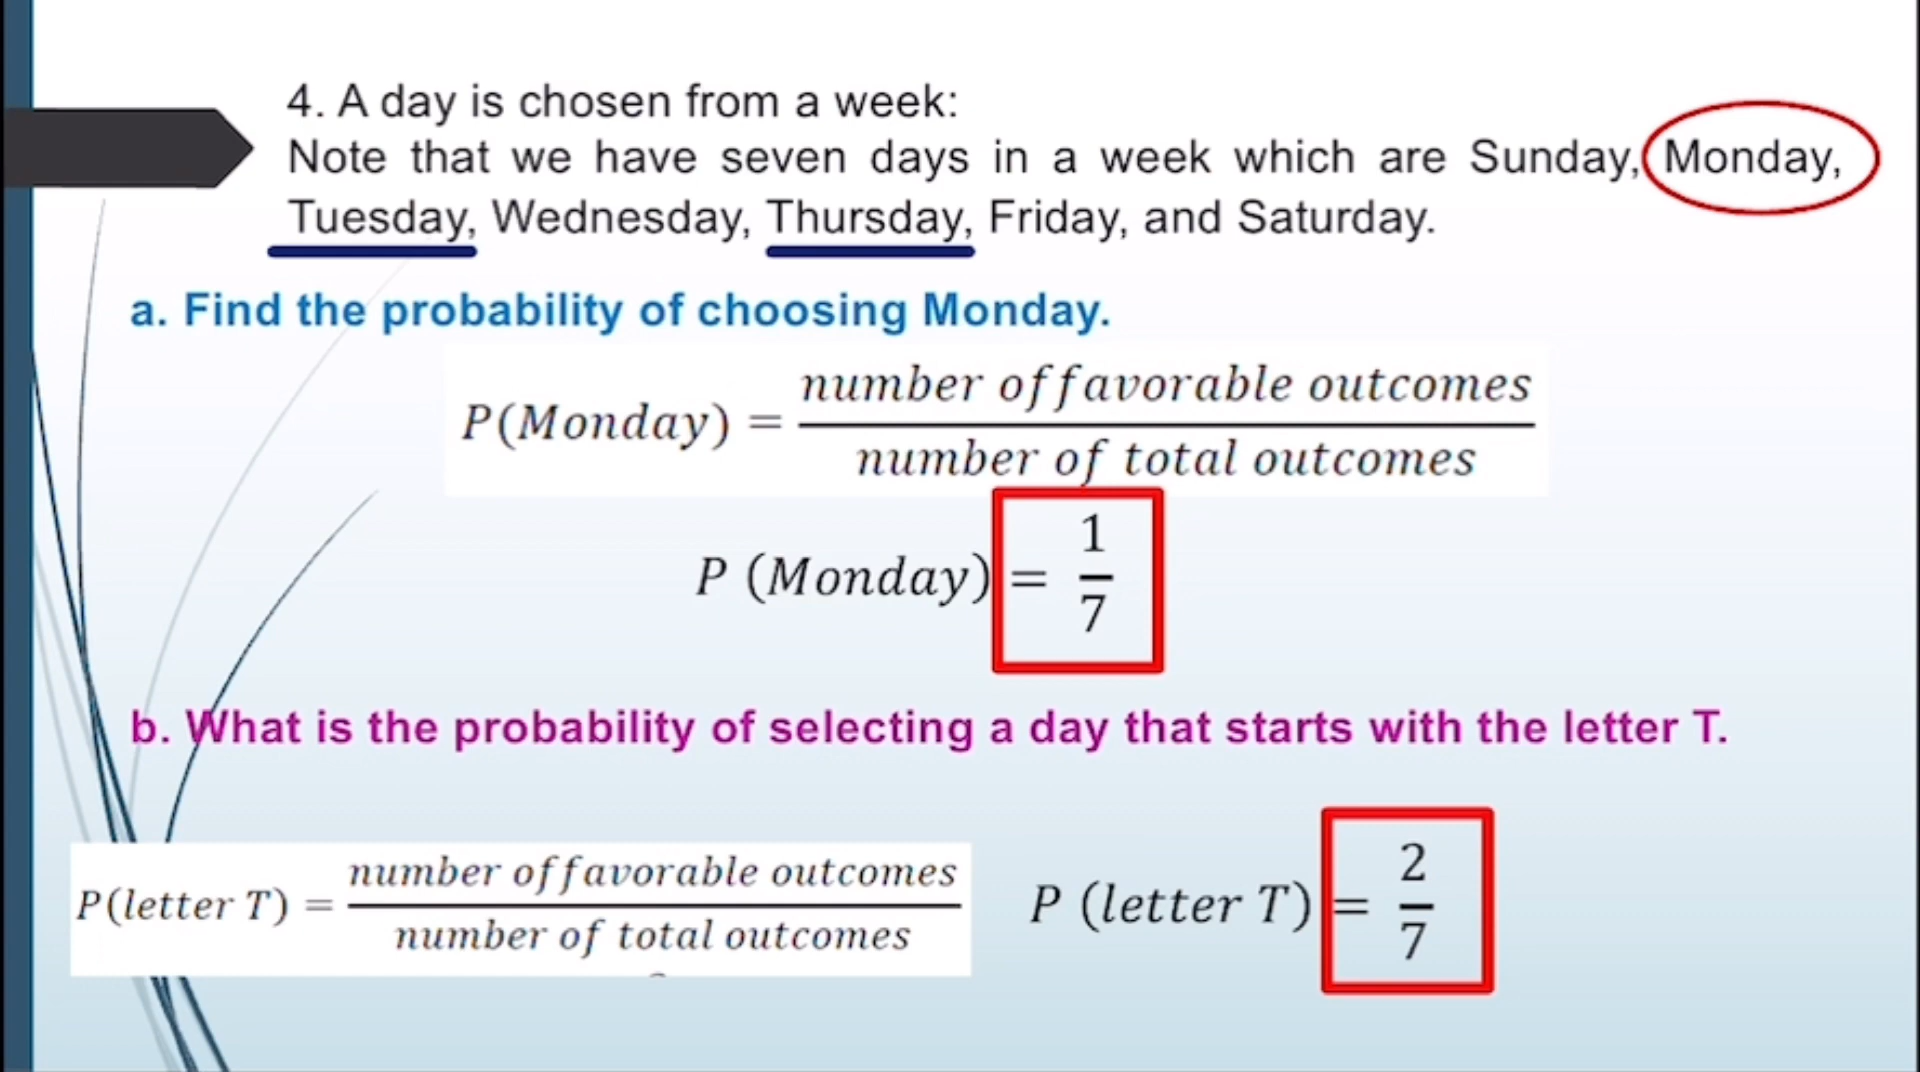 4. A day is chosen from a week:
Note that we have seven days in a week which are Sunday, Monday,
Tuesday, Wednesday, Thursday, Friday, and Saturday.
a. Find the probability of choosing Monday.
P(Monday) = number of favorable outcomes / number of total outcomes
P (Monday) = 1/7
b. What is the probability of selecting a day that starts with the letter T.
P(letter T) = number of favorable outcomes / number of total outcomes
P (letter T) = 2/7